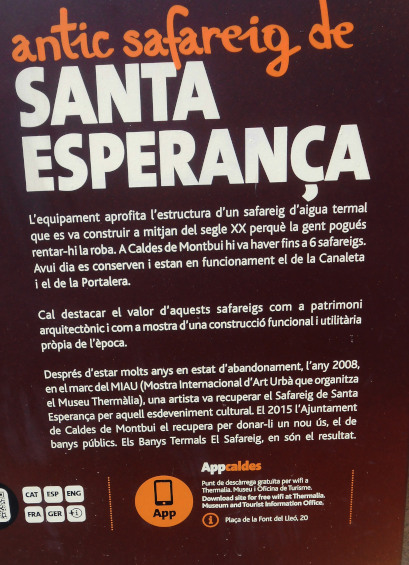 antic safareig de
SANTA
ESPERANÇA
L'equipament aprofita l'estructura d'un safareig d'aigua termal
que es va construir a mitjan del segle XX perquè la gent pogués
rentar-hi la roba. A Caldes de Montbui hi va haver fins a 6 safareigs.
Avui dia es conserven i estan en funcionament el de la Canaleta
i el de la Portalera.
Cal destacar el valor d'aquests safareigs com a patrimoni
arquitectònic i com a mostra d'una construcció funcional i utilitària
pròpia de l'època.
Després d'estar molts anys en estat d'abandonament, l'any 2008,
en el marc del MIAU (Mostra Internacional d'Art Urbà que organitza
el Museu Thermàlia), una artista va recuperar el Safareig de Santa
Esperança per aquell esdeveniment cultural. El 2015 l'Ajuntament
de Caldes de Montbui el recupera per donar-li un nou ús, el de
banys públics. Els Banys Termals El Safareig, en són el resultat.
CAT ESP ENG
FRA GER +i
App
Appcaldes
Punt de descàrrega gratuïta per wifi a
Thermalia. Museu i Oficina de Turisme.
Download site for free wifi at Thermalia.
Museum and Tourist Information Office.
i Plaça de la Font del Lleó, 20